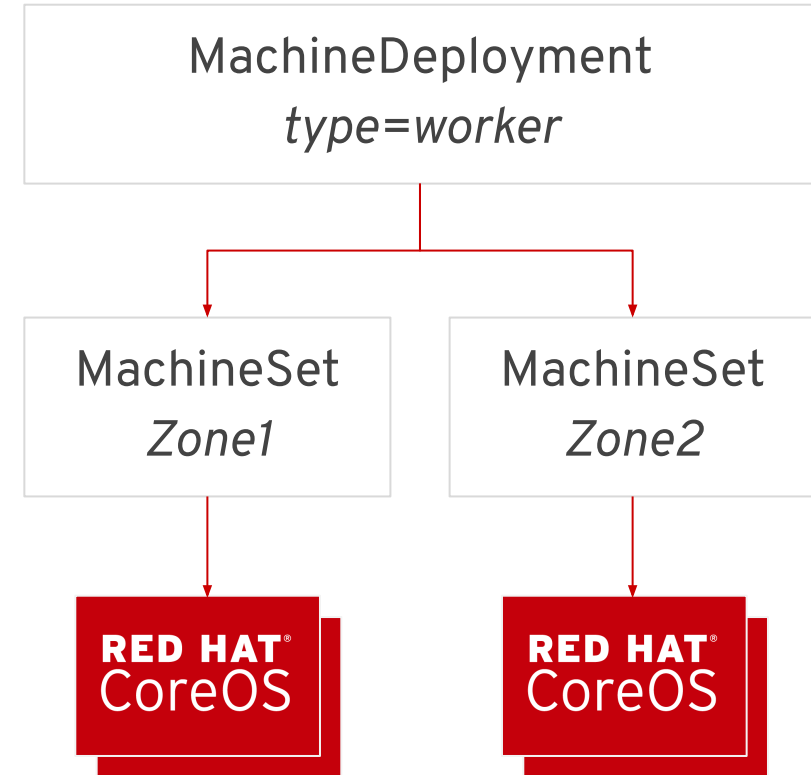 MachineDeployment
type=worker
MachineSet
Zone1
MachineSet
Zone2
RED HAT®
CoreOS
RED HAT®
CoreOS